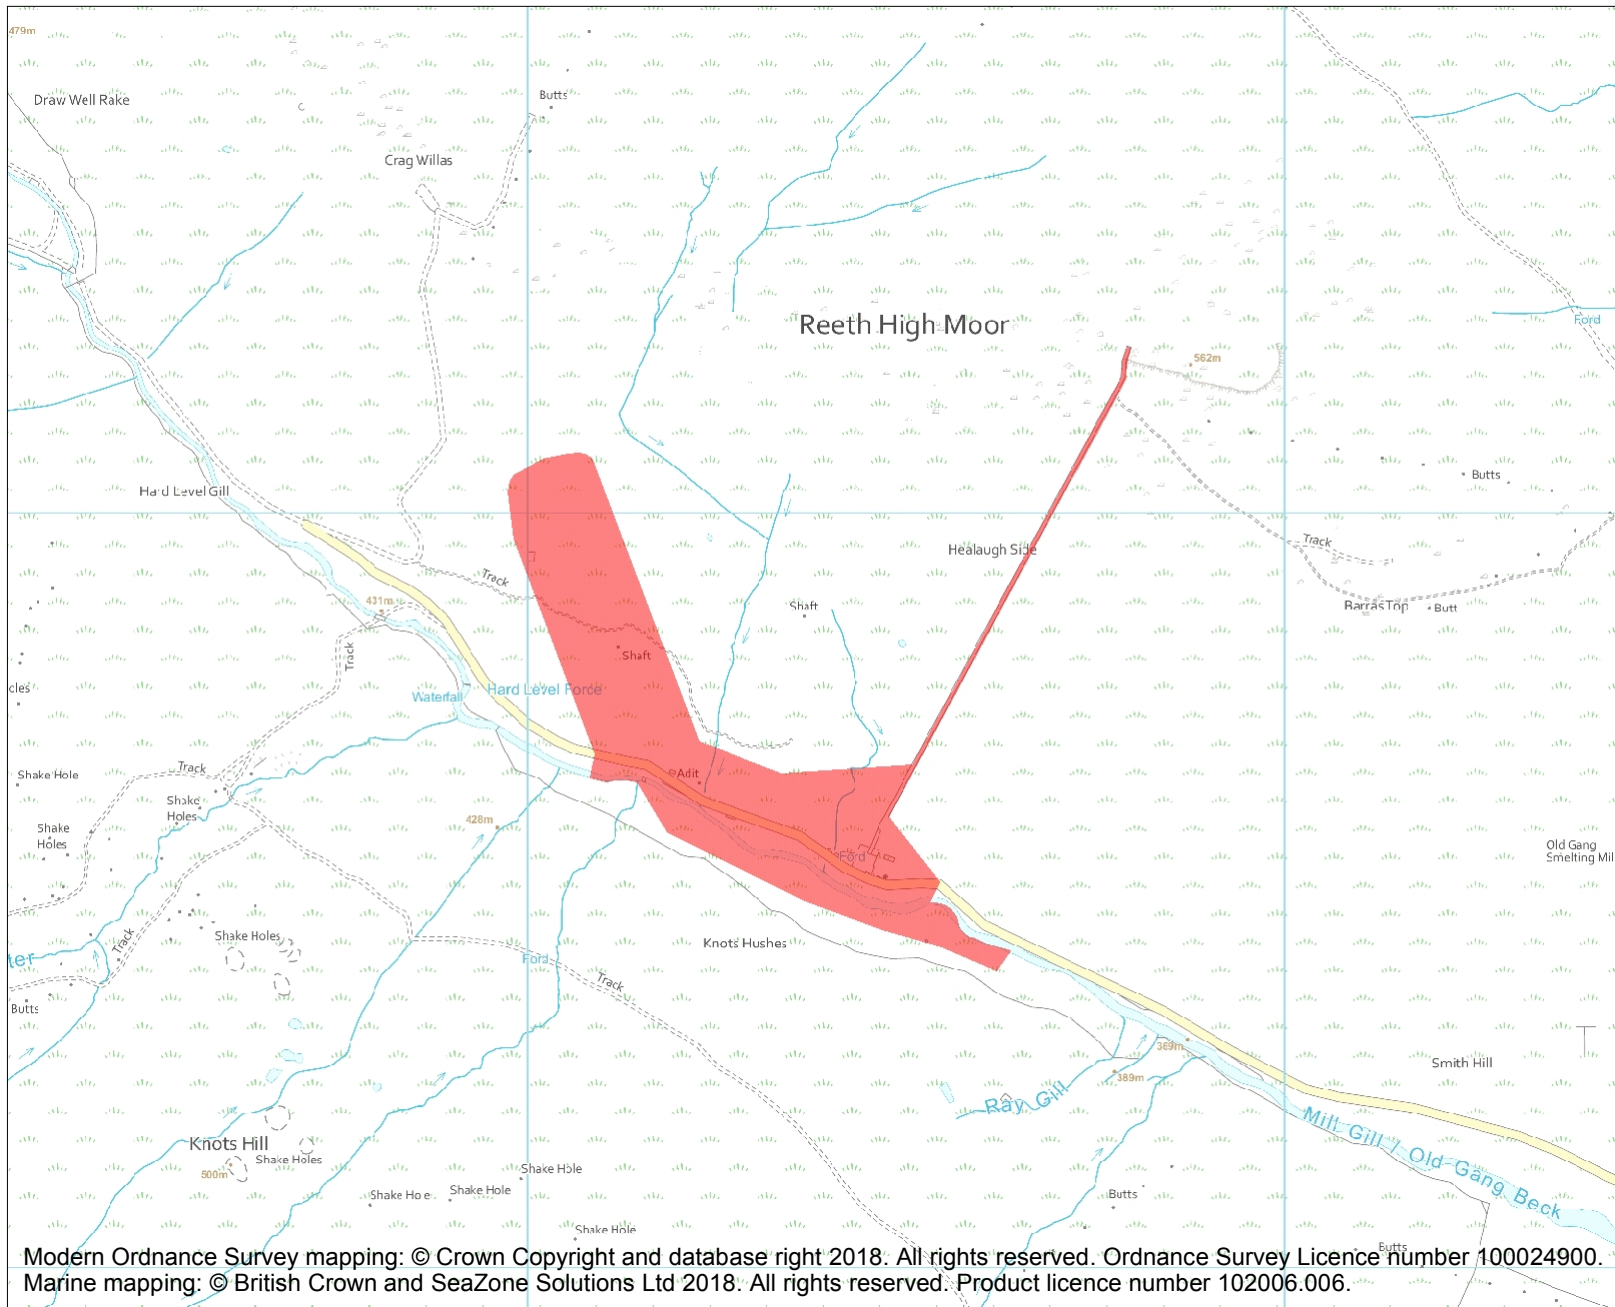 479m
Draw Well Rake
Butts
Crag Willas
Reeth High Moor
Ford
562m
Butts
Hard Level Gill
Track
Healaugh Side
Track
431m
Shaft
Barras Top
Butt
Track
Shaft
cles
Waterfall
Hard Level Force
Track
Adit
Shake Hole
Shake
Holes
428m
Shake
Holes
Ford
Old Gang
Smelting Mil
Track
Shake Holes
Knots Hushes
ter
Ford
Track
Butts
369m
Smith Hill
389m
Ray Gill
Mill Gill / Old Gang Beck
Knots Hill
Shake Holes
500m
Shake Hole
Shake Hole
Shake Hole
Butts
Shake Hole
Butts
Modern Ordnance Survey mapping: © Crown Copyright and database right 2018. All rights reserved. Ordnance Survey Licence number 100024900.
Marine mapping: © British Crown and SeaZone Solutions Ltd 2018. All rights reserved. Product licence number 102006.006.